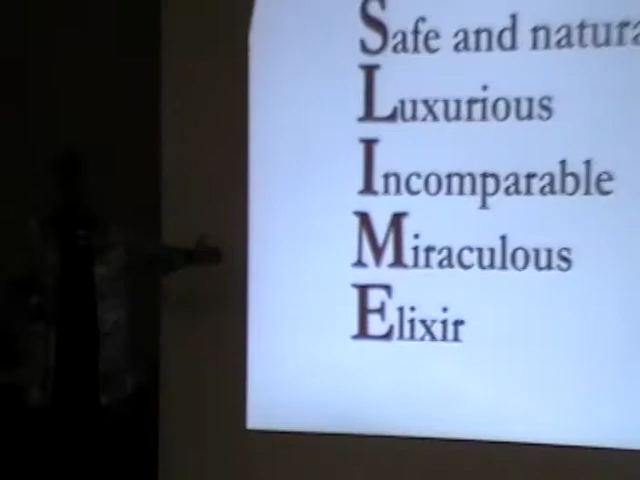 Safe and natura
Luxurious
Incomparable
Miraculous
Elixir